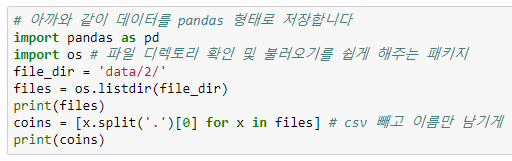 # 아까와 같이 데이터를 pandas 형태로 저장합니다
import pandas as pd
import os # 파일 디렉토리 확인 및 불러오기를 쉽게 해주는 패키지
file_dir = 'data/2/'
files = os.listdir(file_dir)
print(files)
coins = [x.split('.')[0] for x in files] # csv 빼고 이름만 남기게
print(coins)